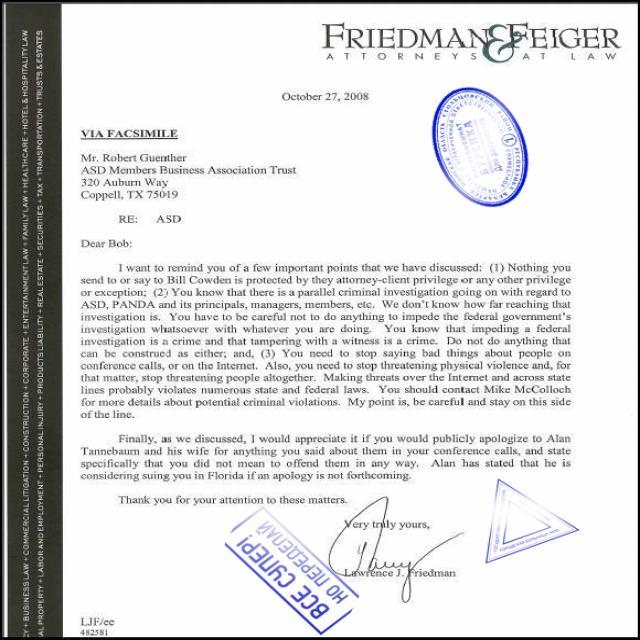 FRIEDMAN & FEIGER
ATTORNEYS AT LAW
October 27, 2008
VIA FACSIMILE
Mr. Robert Guenther
ASD Members Business Association Trust
320 Auburn Way
Coppell, TX 75019
RE: ASD
Dear Bob:
I want to remind you of a few important points that we have discussed: (1) Nothing you
send to or say to Bill Cowden is protected by they attorney-client privilege or any other privilege
or exception; (2) You know that there is a parallel criminal investigation going on with regard to
ASD, PANDA and its principals, managers, members, etc. We don't know how far reaching that
investigation is. You have to be careful not to do anything to impede the federal government's
investigation whatsoever with whatever you are doing. You know that impeding a federal
investigation is a crime and that tampering with a witness is a crime. Do not do anything that
can be construed as either; and, (3) You need to stop saying bad things about people on
conference calls, or on the Internet. Also, you need to stop threatening physical violence and, for
that matter, stop threatening people altogether. Making threats over the Internet and across state
lines probably violates numerous state and federal laws. You should contact Mike McColloch
for more details about potential criminal violations. My point is, be careful and stay on this side
of the line.
Finally, as we discussed, I would appreciate it if you would publicly apologize to Alan
Tannebaum and his wife for anything you said about them in your conference calls, and state
specifically that you did not mean to offend them in any way. Alan has stated that he is
considering suing you in Florida if an apology is not forthcoming.
Thank you for your attention to these matters.
Very truly yours,
Lawrence J. Friedman
ВСЕ СУПЕР!
НО ПЕРЕДЕЛАЙ
LJF/ee
482581
BUSINESS LAW + COMMERCIAL LITIGATION + CONSTRUCTION + CORPORATE + ENTERTAINMENT LAW + FAMILY LAW + HEALTHCARE + HOTEL & HOSPITALITY LAW
PROPERTY + LABOR AND EMPLOYMENT + PERSONAL INJURY + PRODUCTS LIABILITY + REAL ESTATE + SECURITIES + TAX + TRANSPORTATION + TRUSTS & ESTATES